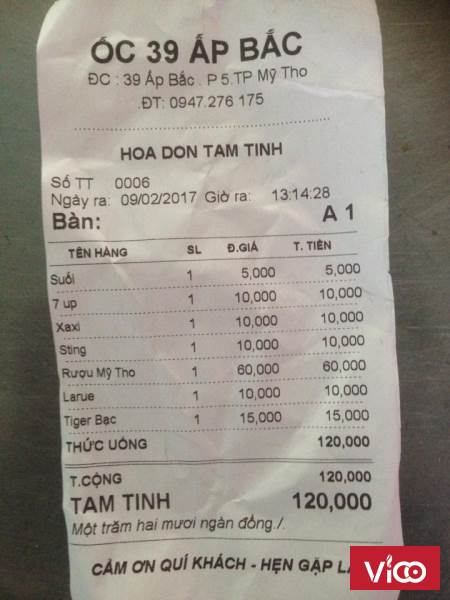 ỐC 39 ẤP BẮC
ĐC : 39 Ấp Bắc . P 5.TP Mỹ Tho
.ĐT: 0947.276 175
HOA DON TAM TINH
Số TT 0006
Ngày ra: 09/02/2017 Giờ ra: 13:14:28
Bàn: A 1
TÊN HÀNG SL Đ.GIÁ T. TIỀN
Suối 1 5,000 5,000
7 up 1 10,000 10,000
Xaxi 1 10,000 10,000
Sting 1 10,000 10,000
Rượu Mỹ Tho 1 60,000 60,000
Larue 1 10,000 10,000
Tiger Bạc 1 15,000 15,000
THỨC UỐNG 120,000
T.CỘNG 120,000
TAM TINH 120,000
Một trăm hai mươi ngàn đồng./.
CÁM ƠN QUÍ KHÁCH - HẸN GẶP
VICO